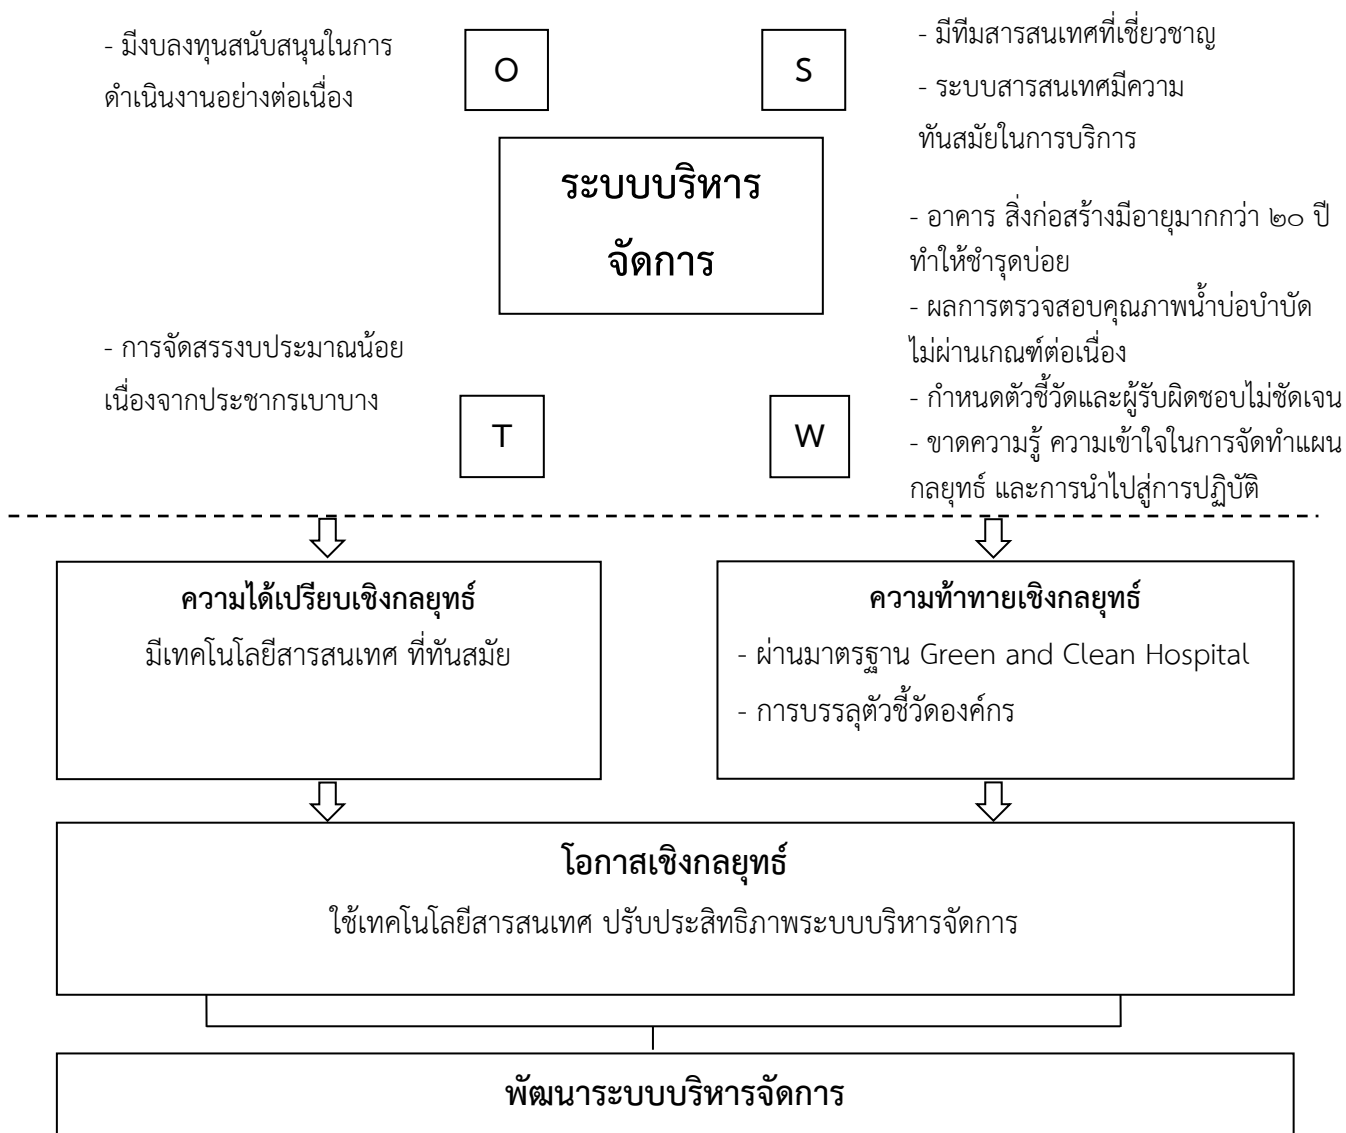 - มีงบลงทุนสนับสนุนในการ
ดำเนินงานอย่างต่อเนื่อง
O
S
- มีทีมสารสนเทศที่เชี่ยวชาญ
- ระบบสารสนเทศมีความ
ทันสมัยในการบริการ
ระบบบริหาร
จัดการ
- การจัดสรรงบประมาณน้อย
เนื่องจากประชากรเบาบาง
T
W
- อาคาร สิ่งก่อสร้างมีอายุมากกว่า ๒๐ ปี
ทำให้ชำรุดบ่อย
- ผลการตรวจสอบคุณภาพน้ำบ่อบำบัด
ไม่ผ่านเกณฑ์ต่อเนื่อง
- กำหนดตัวชี้วัดและผู้รับผิดชอบไม่ชัดเจน
- ขาดความรู้ ความเข้าใจในการจัดทำแผน
กลยุทธ์ และการนำไปสู่การปฏิบัติ
ความได้เปรียบเชิงกลยุทธ์
มีเทคโนโลยีสารสนเทศ ที่ทันสมัย
ความท้าทายเชิงกลยุทธ์
- ผ่านมาตรฐาน Green and Clean Hospital
- การบรรลุตัวชี้วัดองค์กร
โอกาสเชิงกลยุทธ์
ใช้เทคโนโลยีสารสนเทศ ปรับประสิทธิภาพระบบบริหารจัดการ
พัฒนาระบบบริหารจัดการ